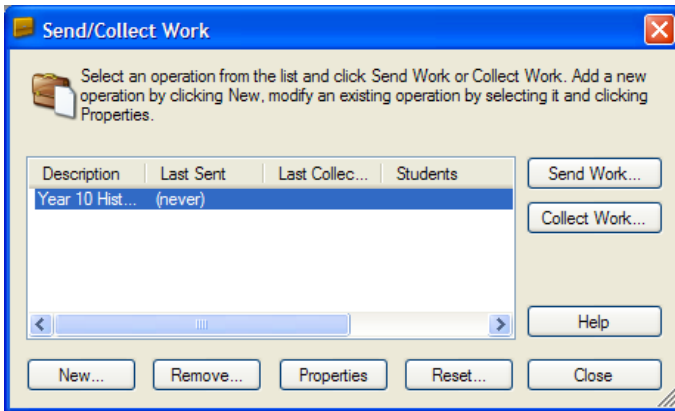 Send/Collect Work
Select an operation from the list and click Send Work or Collect Work. Add a new
operation by clicking New, modify an existing operation by selecting it and clicking
Properties.
Description Last Sent Last Collec... Students
Year 10 Hist... (never)
Send Work...
Collect Work...
Help
New... Remove... Properties Reset... Close